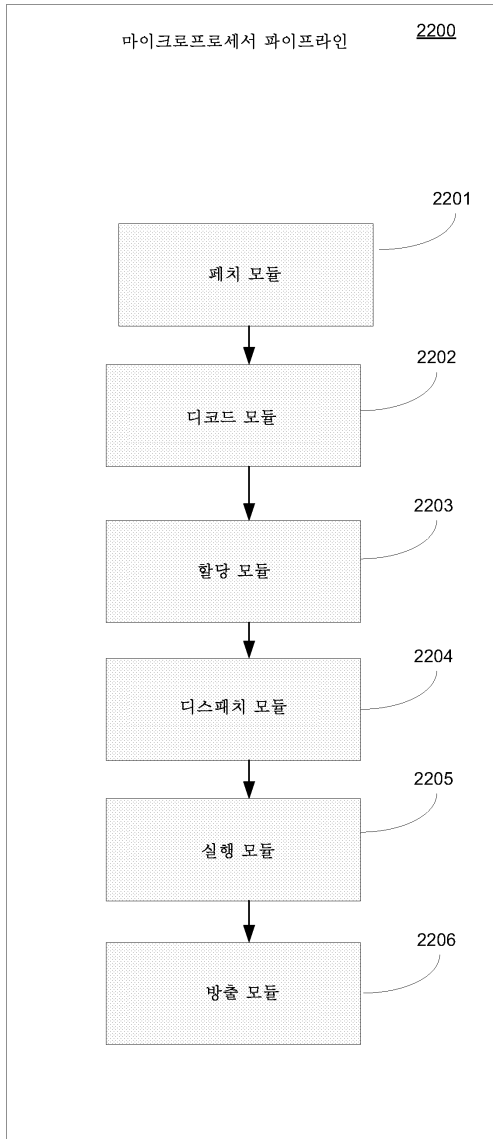 마이크로프로세서 파이프라인
2200
2201
페치 모듈
2202
디코드 모듈
2203
할당 모듈
2204
디스패치 모듈
2205
실행 모듈
2206
방출 모듈